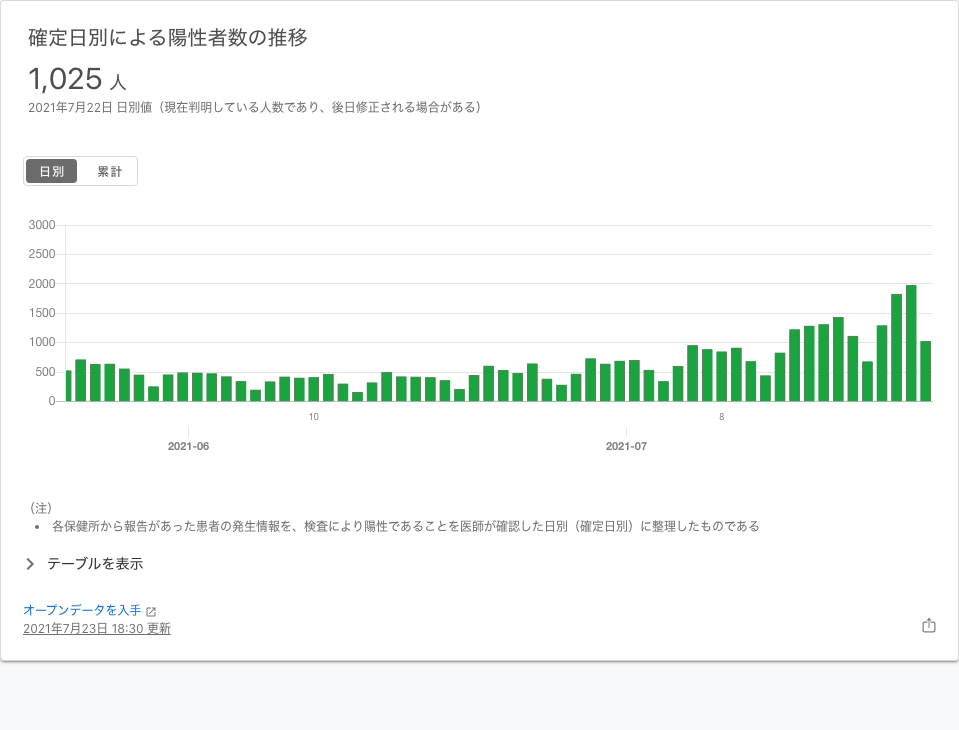 確定日別による陽性者数の推移
1,025 人
2021年7月22日 日別値（現在判明している人数であり、後日修正される場合がある）
日別 累計
3000
2500
2000
1500
1000
500
0
10 8
2021-06 2021-07
（注）
• 各保健所から報告があった患者の発生情報を、検査により陽性であることを医師が確認した日別（確定日別）に整理したものである
テーブルを表示
オープンデータを入手
2021年7月23日 18:30 更新